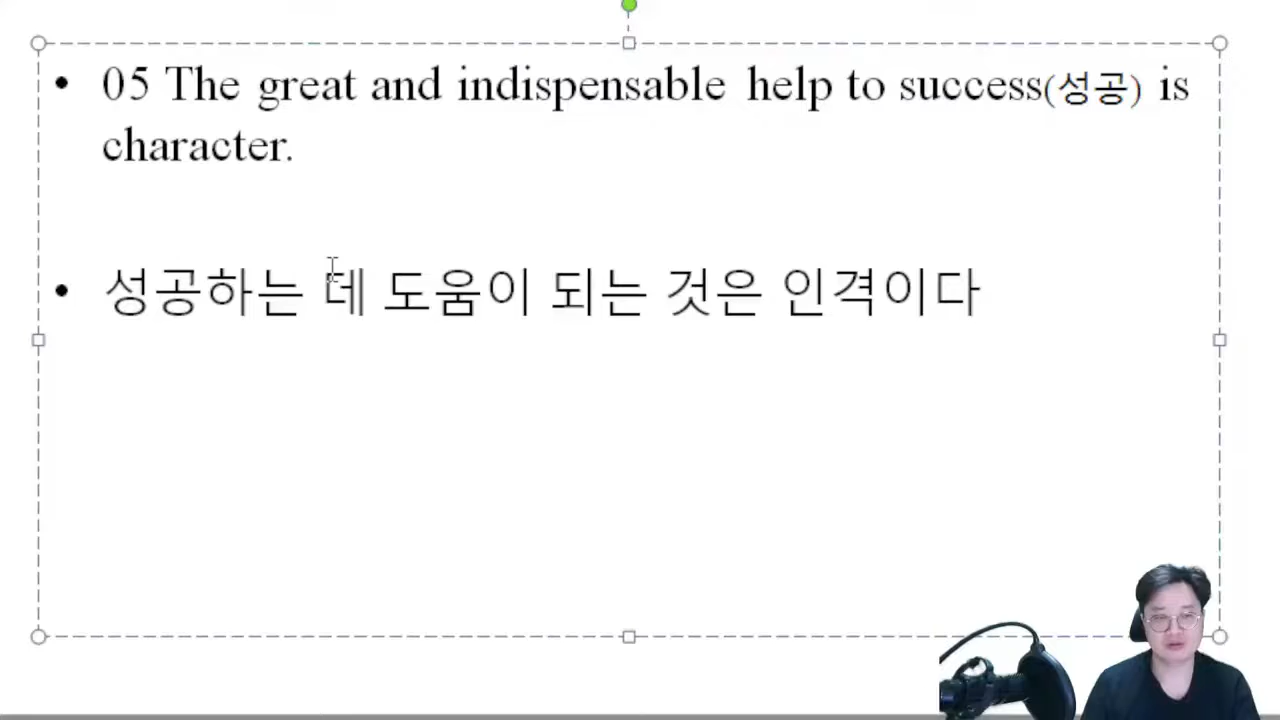 • 05 The great and indispensable help to success(성공) is
character.
• 성공하는 데 도움이 되는 것은 인격이다